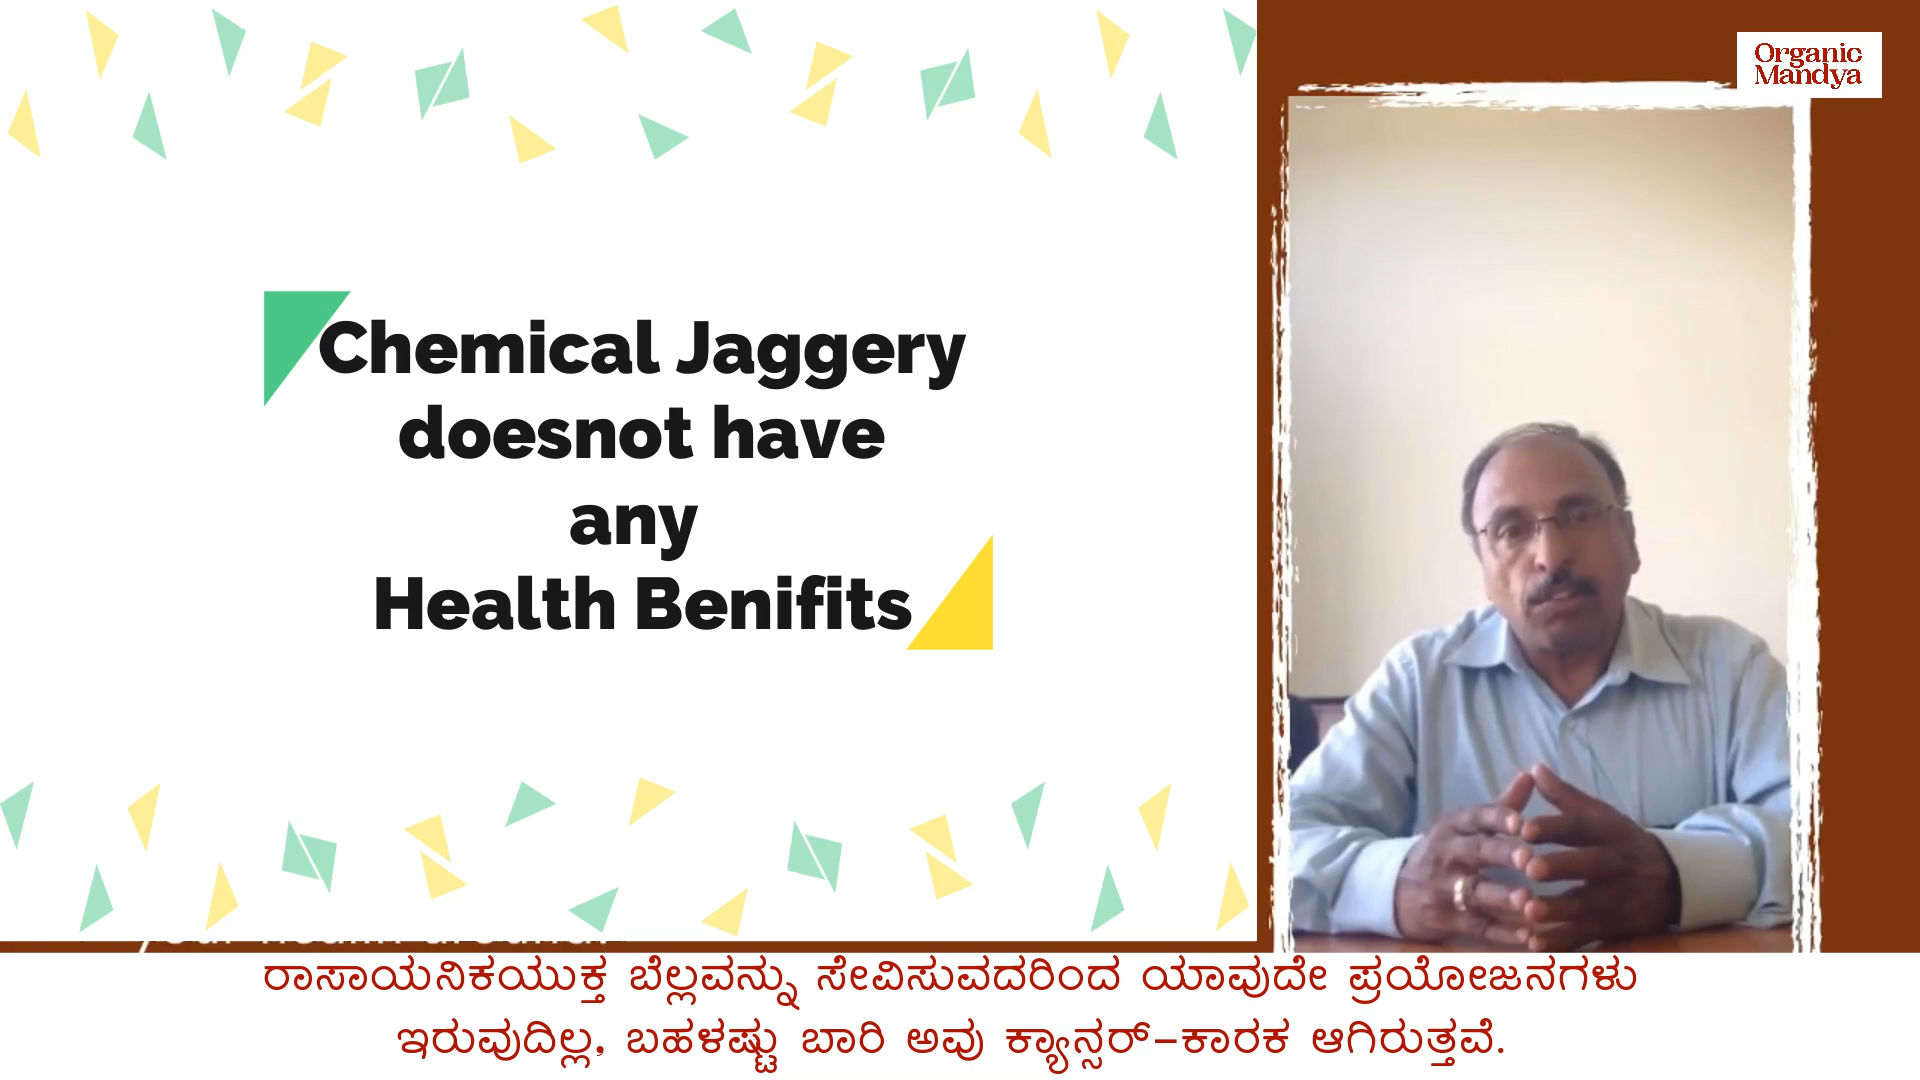 Organic
Mandya
Chemical Jaggery
doesnot have
any
Health Benifits
ರಾಸಾಯನಿಕಯುಕ್ತ ಬೆಲ್ಲವನ್ನು ಸೇವಿಸುವದರಿಂದ ಯಾವುದೇ ಪ್ರಯೋಜನಗಳು
ಇರುವುದಿಲ್ಲ, ಬಹಳಷ್ಟು ಬಾರಿ ಅವು ಕ್ಯಾನ್ಸರ್-ಕಾರಕ ಆಗಿರುತ್ತವೆ.